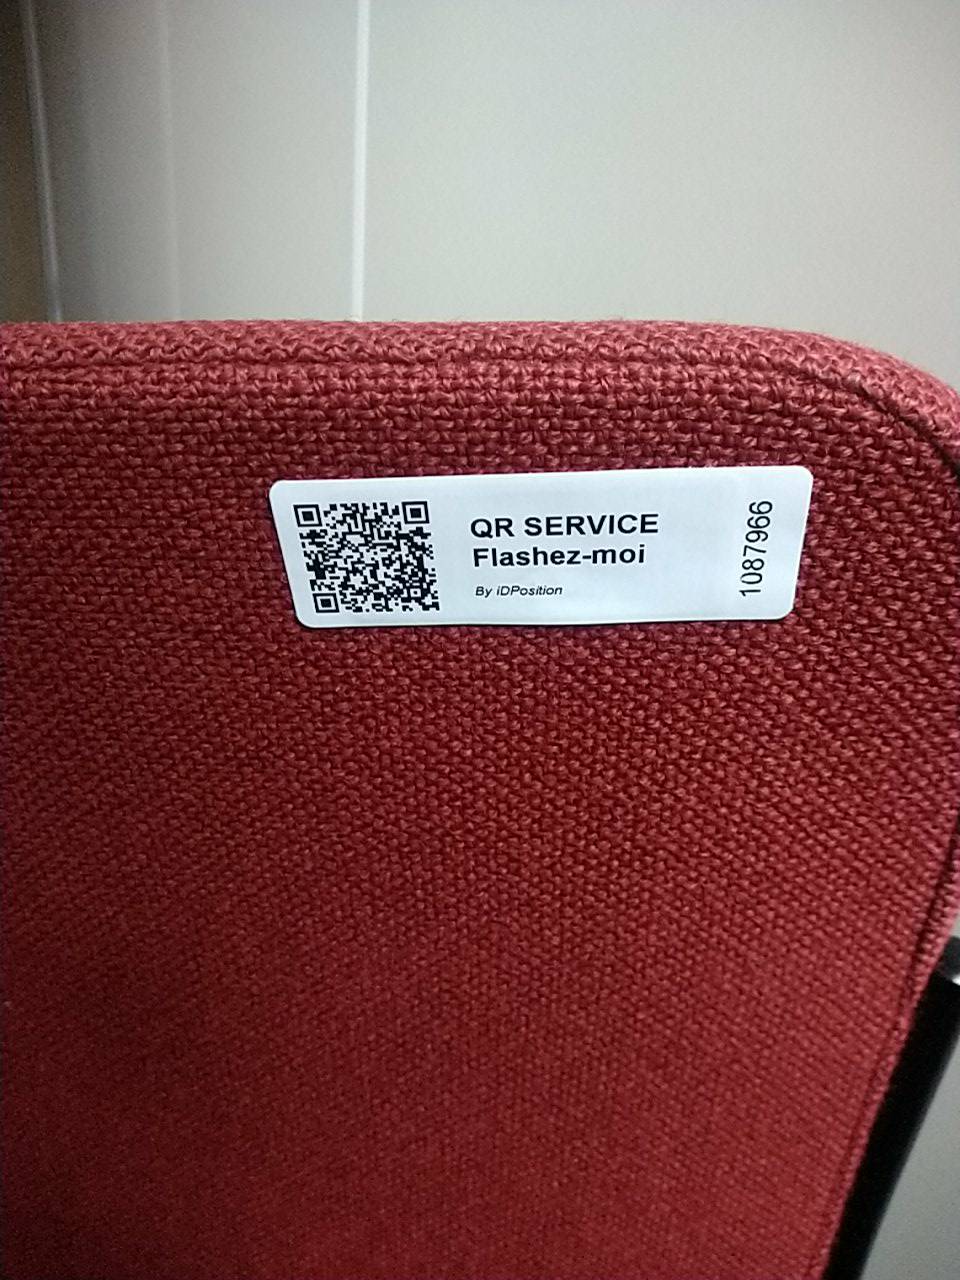 QR SERVICE
Flashez-moi
By iDPosition
1087966